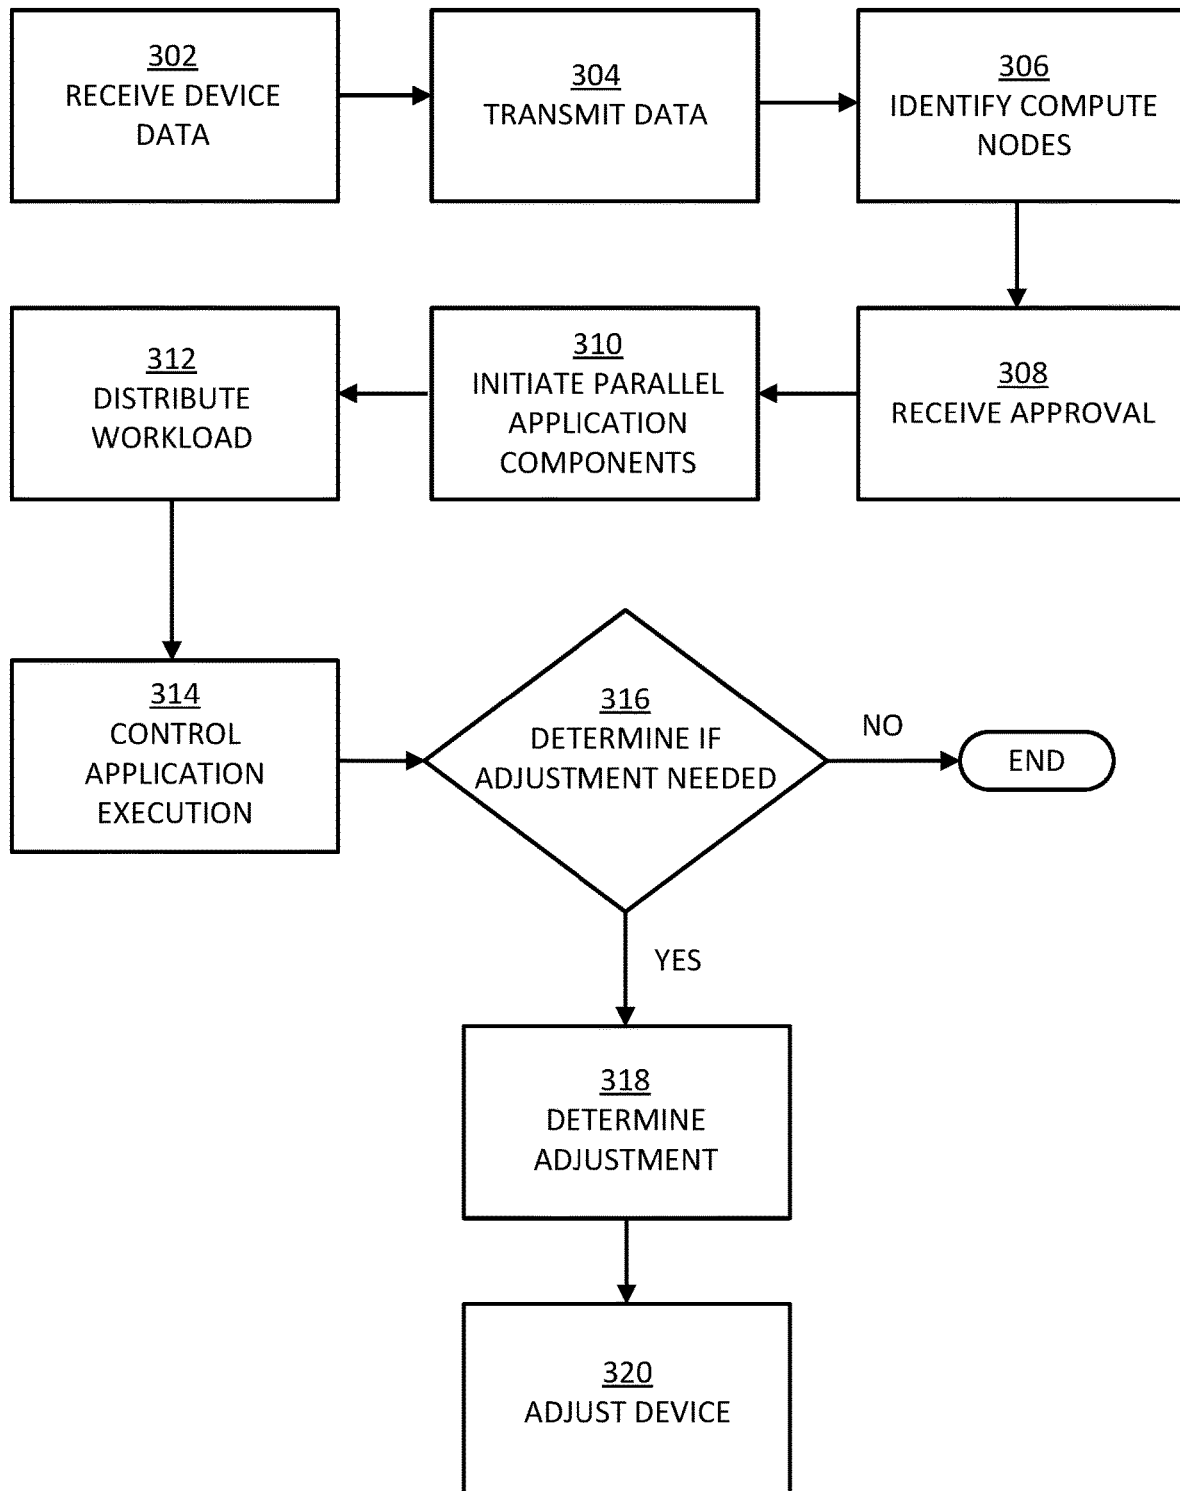 302
RECEIVE DEVICE
DATA
304
TRANSMIT DATA
306
IDENTIFY COMPUTE
NODES
312
DISTRIBUTE
WORKLOAD
310
INITIATE PARALLEL
APPLICATION
COMPONENTS
308
RECEIVE APPROVAL
314
CONTROL
APPLICATION
EXECUTION
316
DETERMINE IF
ADJUSTMENT NEEDED
NO
END
YES
318
DETERMINE
ADJUSTMENT
320
ADJUST DEVICE